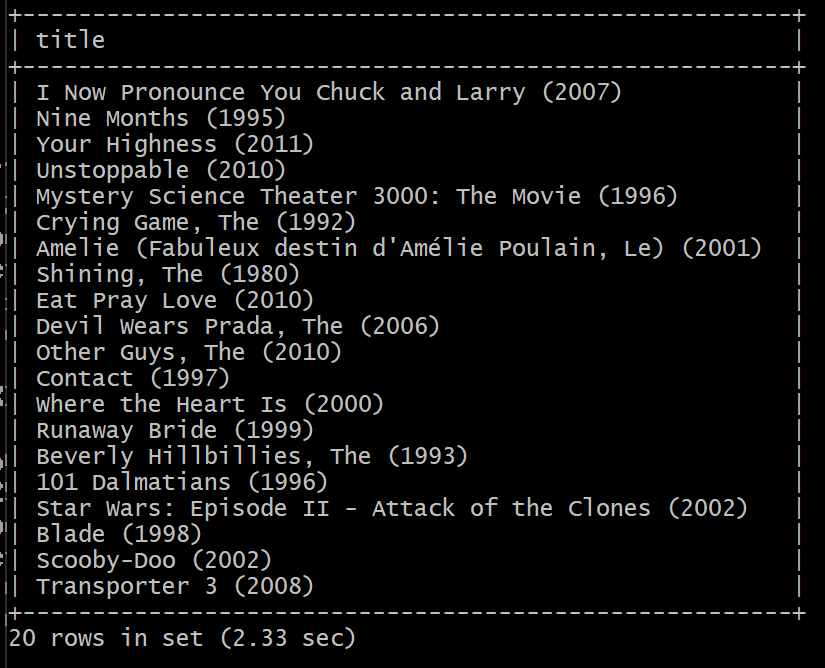 +-------------------------------------------------------+
| title |
+-------------------------------------------------------+
| I Now Pronounce You Chuck and Larry (2007) |
| Nine Months (1995) |
| Your Highness (2011) |
| Unstoppable (2010) |
| Mystery Science Theater 3000: The Movie (1996) |
| Crying Game, The (1992) |
| Amelie (Fabuleux destin d'Amélie Poulain, Le) (2001) |
| Shining, The (1980) |
| Eat Pray Love (2010) |
| Devil Wears Prada, The (2006) |
| Other Guys, The (2010) |
| Contact (1997) |
| Where the Heart Is (2000) |
| Runaway Bride (1999) |
| Beverly Hillbillies, The (1993) |
| 101 Dalmatians (1996) |
| Star Wars: Episode II - Attack of the Clones (2002) |
| Blade (1998) |
| Scooby-Doo (2002) |
| Transporter 3 (2008) |
+-------------------------------------------------------+
20 rows in set (2.33 sec)